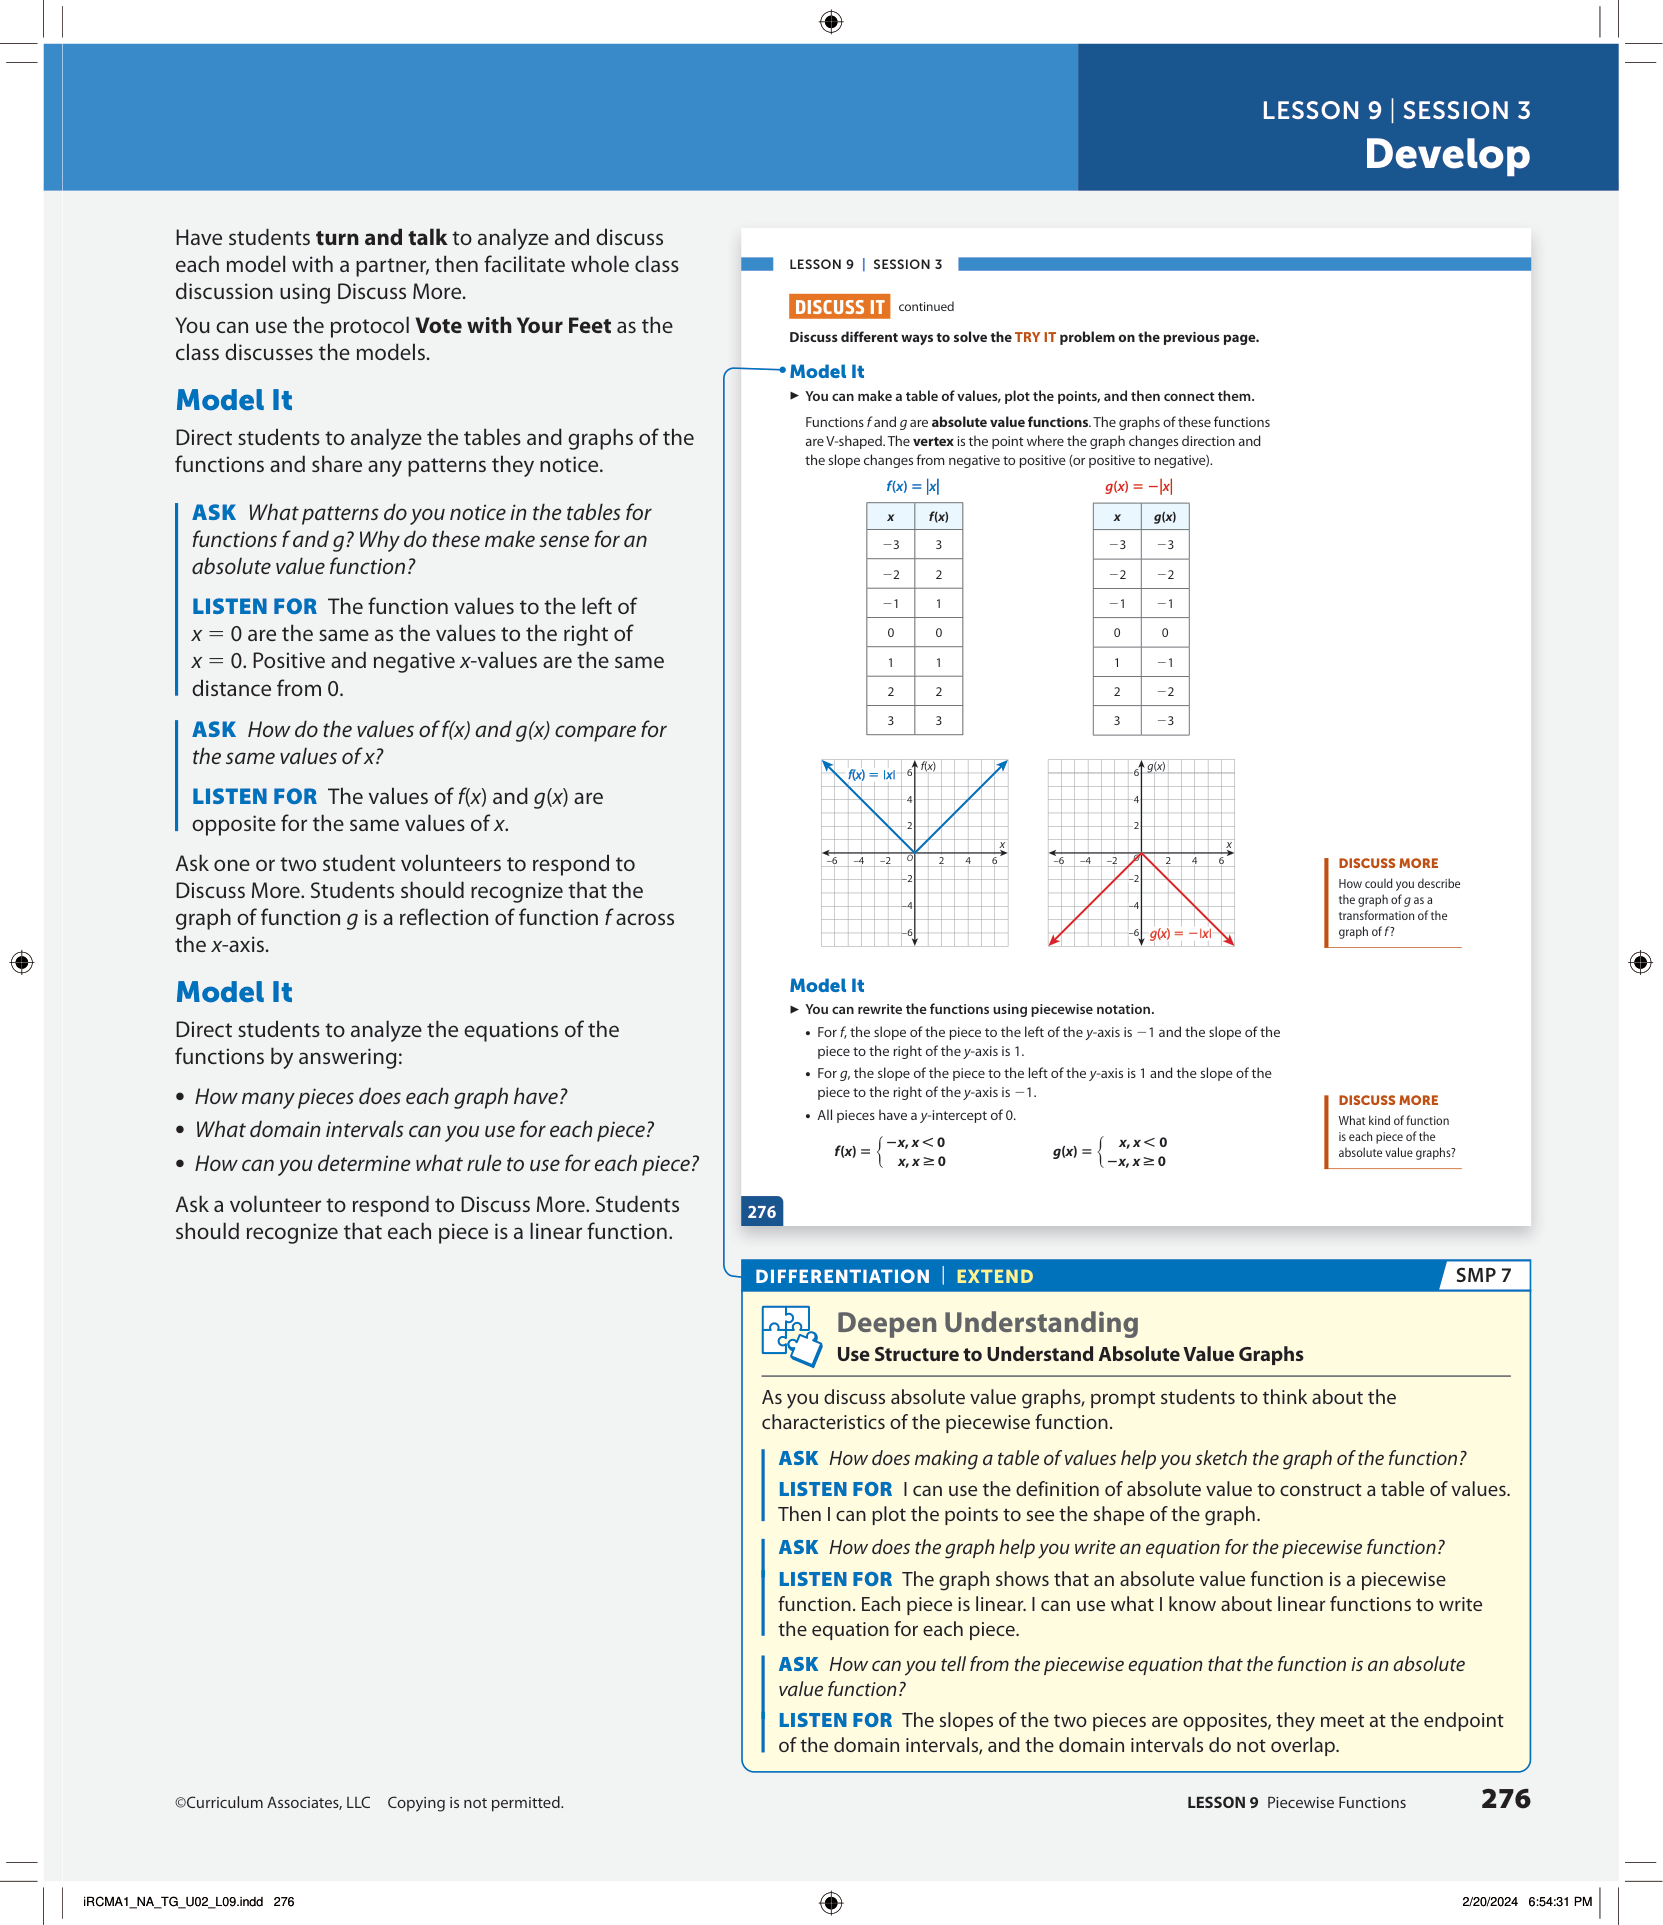 LESSON 9 | SESSION 3
Develop
Have students turn and talk to analyze and discuss
each model with a partner, then facilitate whole class
discussion using Discuss More.
You can use the protocol Vote with Your Feet as the
class discusses the models.
Model It
Direct students to analyze the tables and graphs of the
functions and share any patterns they notice.
ASK What patterns do you notice in the tables for
functions f and g? Why do these make sense for an
absolute value function?
LISTEN FOR The function values to the left of
x = 0 are the same as the values to the right of
x = 0. Positive and negative x-values are the same
distance from 0.
ASK How do the values of f(x) and g(x) compare for
the same values of x?
LISTEN FOR The values of f(x) and g(x) are
opposite for the same values of x.
Ask one or two student volunteers to respond to
Discuss More. Students should recognize that the
graph of function g is a reflection of function f across
the x-axis.
Model It
Direct students to analyze the equations of the
functions by answering:
• How many pieces does each graph have?
• What domain intervals can you use for each piece?
• How can you determine what rule to use for each piece?
Ask a volunteer to respond to Discuss More. Students
should recognize that each piece is a linear function.
LESSON 9 | SESSION 3
DISCUSS IT continued
Discuss different ways to solve the TRY IT problem on the previous page.
Model It
▶ You can make a table of values, plot the points, and then connect them.
Functions f and g are absolute value functions. The graphs of these functions
are V-shaped. The vertex is the point where the graph changes direction and
the slope changes from negative to positive (or positive to negative).
f(x) = |x|
x f(x)
−3 3
−2 2
−1 1
0 0
1 1
2 2
3 3
g(x) = −|x|
x g(x)
−3 −3
−2 −2
−1 −1
0 0
1 −1
2 −2
3 −3
f(x) = |x|
f(x)
6
4
2
x
−6 −4 −2 O 2 4 6
−2
−4
−6
g(x)
6
4
2
x
−6 −4 −2 O 2 4 6
−2
−4
−6
g(x) = −|x|
DISCUSS MORE
How could you describe
the graph of g as a
transformation of the
graph of f?
Model It
▶ You can rewrite the functions using piecewise notation.
• For f, the slope of the piece to the left of the y-axis is −1 and the slope of the
piece to the right of the y-axis is 1.
• For g, the slope of the piece to the left of the y-axis is 1 and the slope of the
piece to the right of the y-axis is −1.
• All pieces have a y-intercept of 0.
f(x) = { −x, x < 0
x, x ≥ 0
g(x) = { x, x < 0
−x, x ≥ 0
DISCUSS MORE
What kind of function
is each piece of the
absolute value graphs?
276
DIFFERENTIATION | EXTEND
SMP 7
Deepen Understanding
Use Structure to Understand Absolute Value Graphs
As you discuss absolute value graphs, prompt students to think about the
characteristics of the piecewise function.
ASK How does making a table of values help you sketch the graph of the function?
LISTEN FOR I can use the definition of absolute value to construct a table of values.
Then I can plot the points to see the shape of the graph.
ASK How does the graph help you write an equation for the piecewise function?
LISTEN FOR The graph shows that an absolute value function is a piecewise
function. Each piece is linear. I can use what I know about linear functions to write
the equation for each piece.
ASK How can you tell from the piecewise equation that the function is an absolute
value function?
LISTEN FOR The slopes of the two pieces are opposites, they meet at the endpoint
of the domain intervals, and the domain intervals do not overlap.
©Curriculum Associates, LLC Copying is not permitted.
LESSON 9 Piecewise Functions 276
iRCMA1_NA_TG_U02_L09.indd 276
2/20/2024 6:54:31 PM